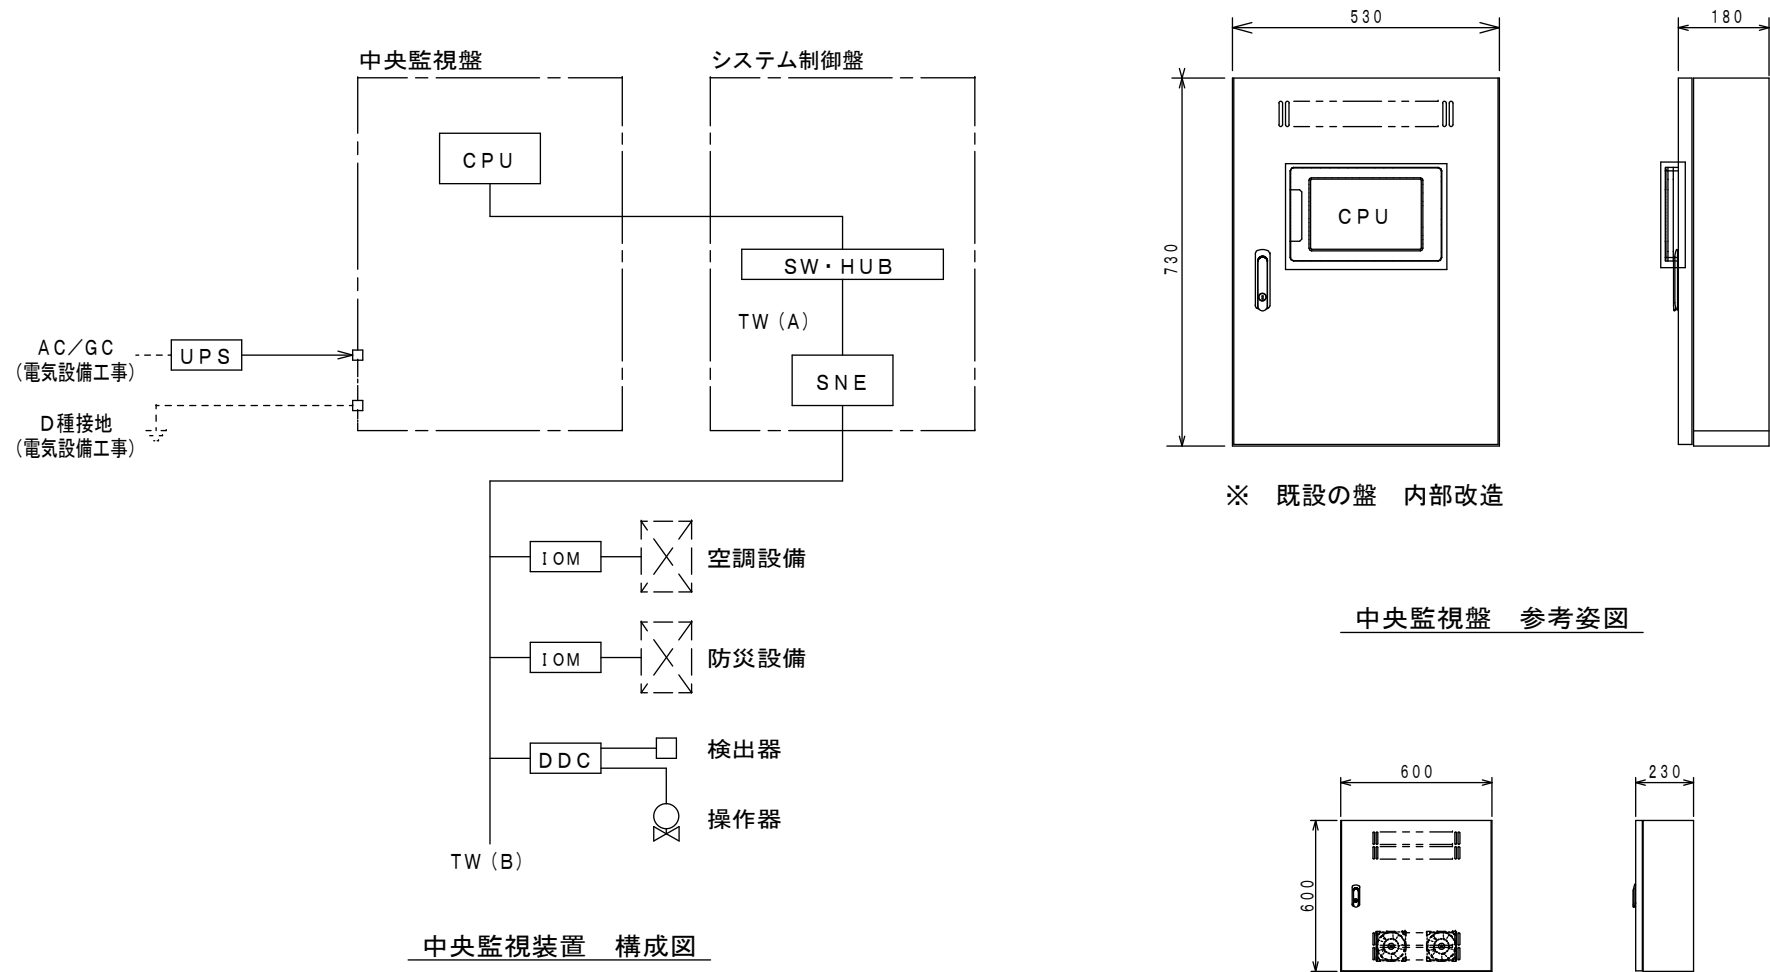 中央監視盤
システム制御盤
CPU
SW・HUB
TW(A)
SNE
AC/GC
(電気設備工事)
UPS
D種接地
(電気設備工事)
IOM
空調設備
IOM
防災設備
DDC
検出器
操作器
TW(B)
中央監視装置 構成図
530
180
730
CPU
※ 既設の盤 内部改造
中央監視盤 参考姿図
600
230
600